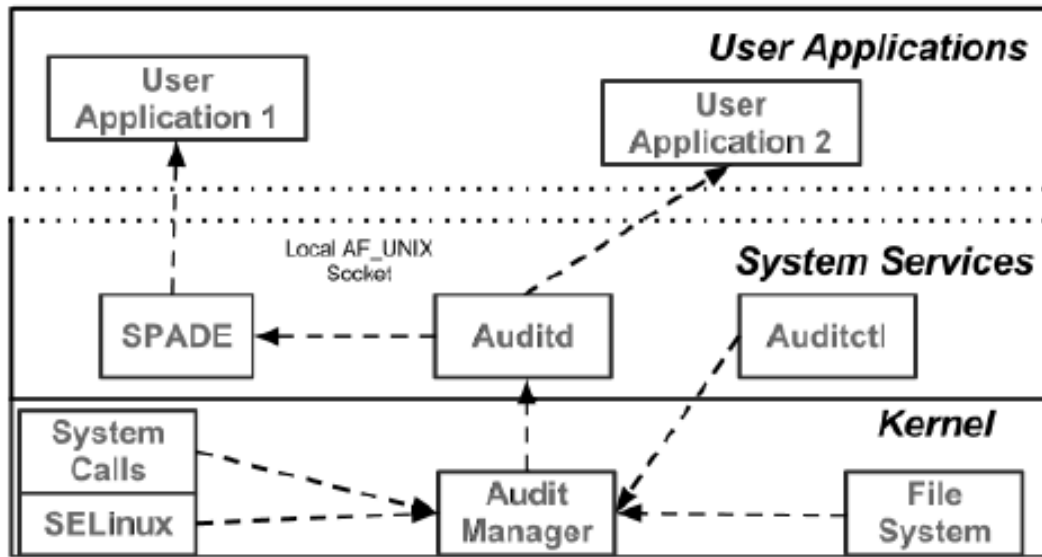 User Applications
User
Application 1
User
Application 2
Local AF_UNIX
Socket
System Services
SPADE
Auditd
Auditctl
Kernel
System
Calls
SELinux
Audit
Manager
File
System